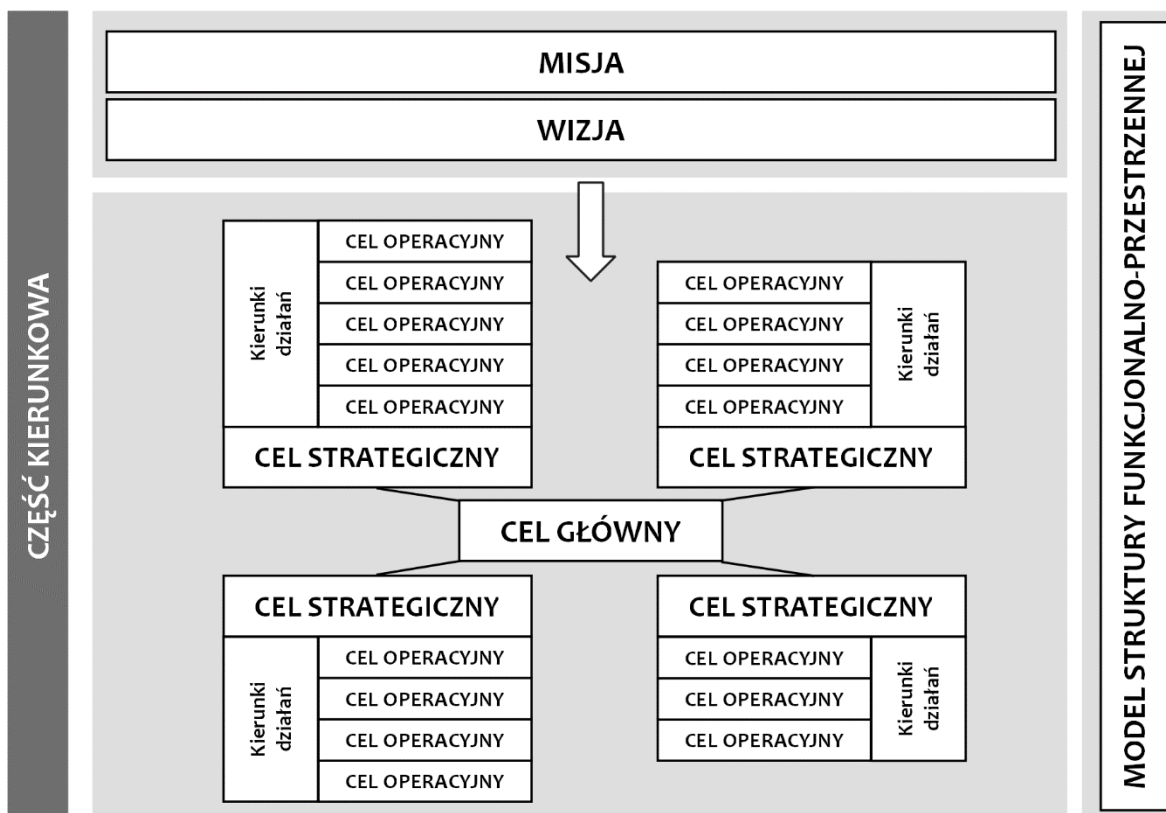 CZĘŚĆ KIERUNKOWA
MISJA
WIZJA
Kierunki
działań
CEL OPERACYJNY
CEL OPERACYJNY
CEL OPERACYJNY
CEL OPERACYJNY
CEL OPERACYJNY
CEL STRATEGICZNY
CEL OPERACYJNY
CEL OPERACYJNY
CEL OPERACYJNY
CEL OPERACYJNY
Kierunki
działań
CEL STRATEGICZNY
CEL GŁÓWNY
CEL STRATEGICZNY
Kierunki
działań
CEL OPERACYJNY
CEL OPERACYJNY
CEL OPERACYJNY
CEL OPERACYJNY
CEL STRATEGICZNY
CEL OPERACYJNY
CEL OPERACYJNY
CEL OPERACYJNY
Kierunki
działań
MODEL STRUKTURY FUNKCJONALNO-PRZESTRZENNEJ